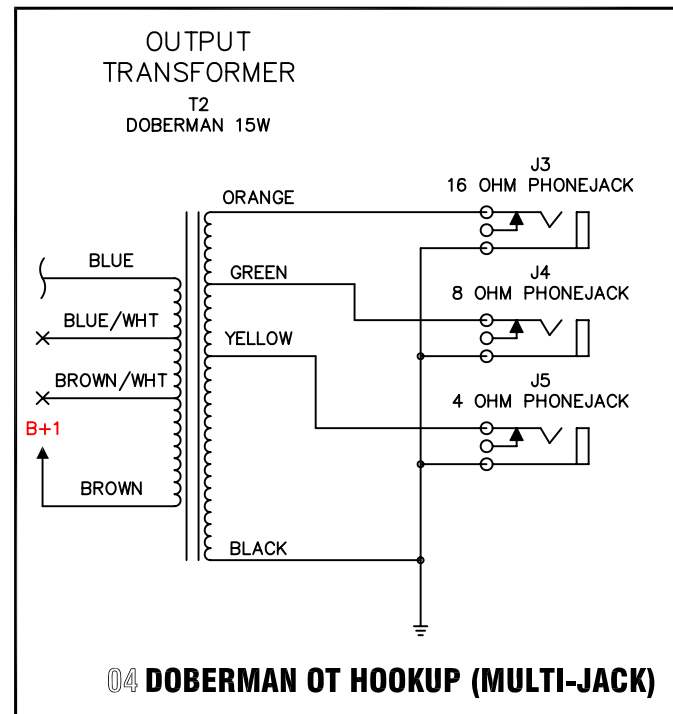 OUTPUT
TRANSFORMER
T2
DOBERMAN 15W
J3
16 OHM PHONEJACK
ORANGE
BLUE
GREEN
J4
8 OHM PHONEJACK
BLUE/WHT
YELLOW
BROWN/WHT
J5
4 OHM PHONEJACK
B+1
BROWN
BLACK
04 DOBERMAN OT HOOKUP (MULTI-JACK)